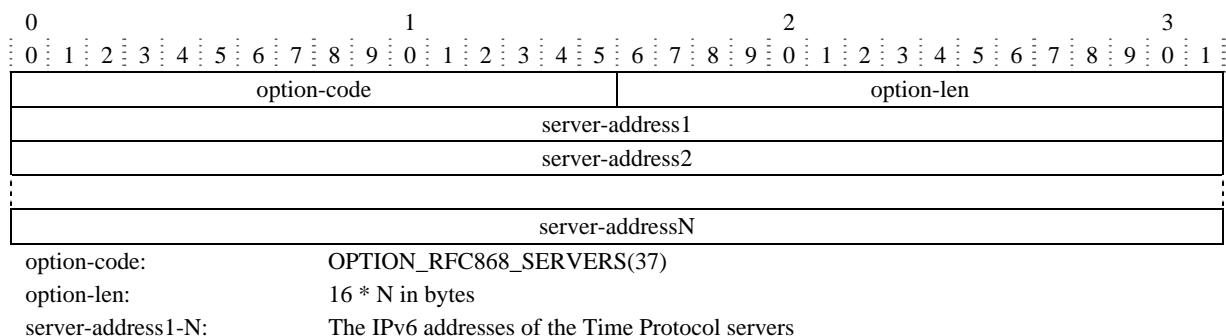 0 1 2 3
0 1 2 3 4 5 6 7 8 9 0 1 2 3 4 5 6 7 8 9 0 1 2 3 4 5 6 7 8 9 0 1
option-code option-len
server-address1
server-address2
server-addressN
option-code: OPTION_RFC868_SERVERS(37)
option-len: 16 * N in bytes
server-address1-N: The IPv6 addresses of the Time Protocol servers